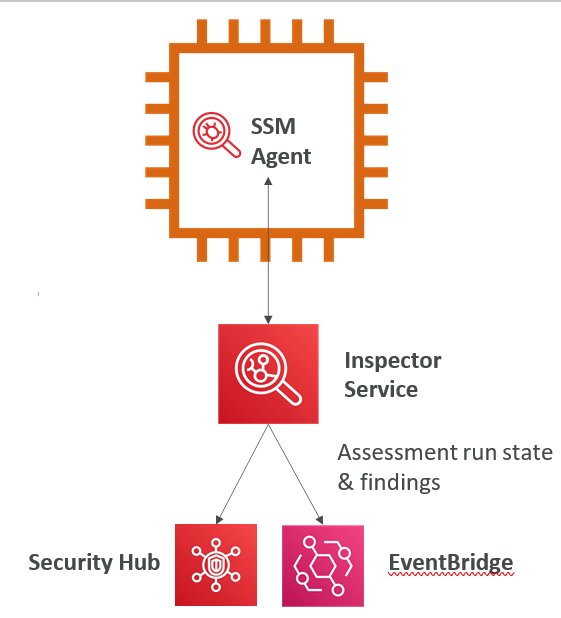 SSM
Agent
Inspector
Service
Assessment run state
& findings
Security Hub
EventBridge